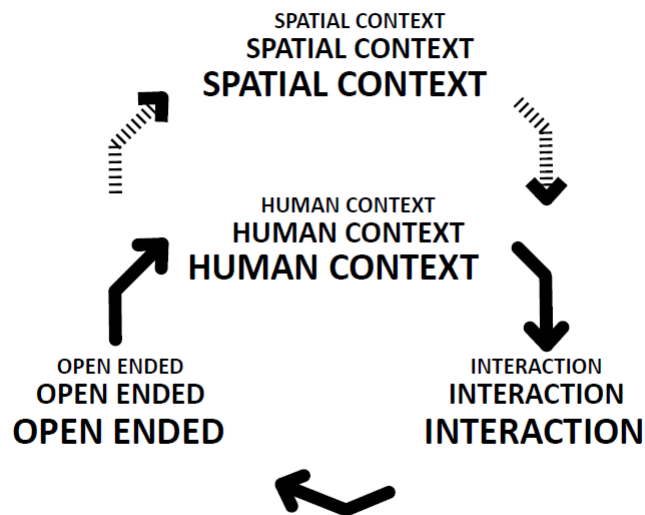 SPATIAL CONTEXT
SPATIAL CONTEXT
SPATIAL CONTEXT
HUMAN CONTEXT
HUMAN CONTEXT
HUMAN CONTEXT
OPEN ENDED
OPEN ENDED
OPEN ENDED
INTERACTION
INTERACTION
INTERACTION